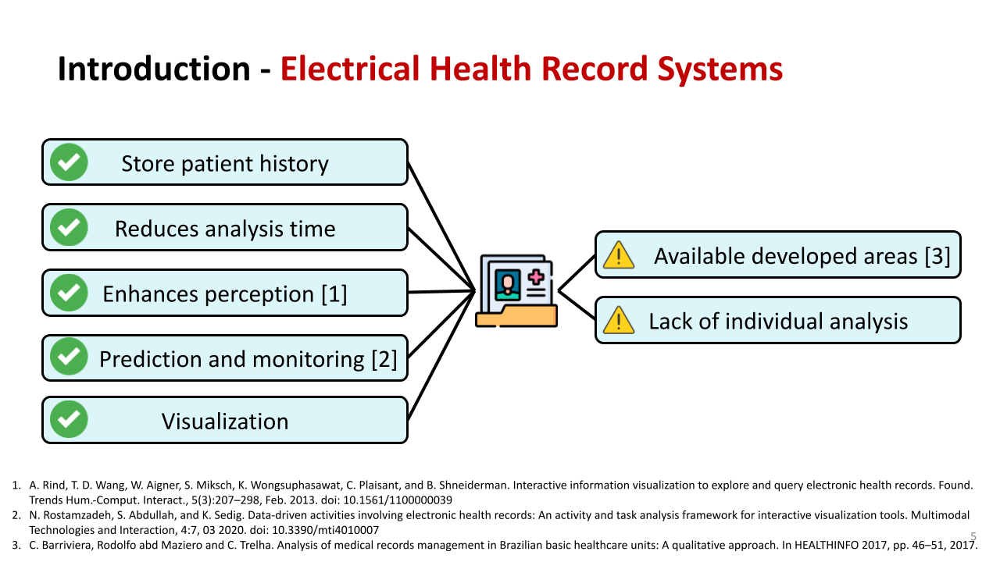 Introduction - Electrical Health Record Systems
Store patient history
Reduces analysis time
Enhances perception [1]
Prediction and monitoring [2]
Visualization
Available developed areas [3]
Lack of individual analysis
1. A. Rind, T. D. Wang, W. Aigner, S. Miksch, K. Wongsuphasawat, C. Plaisant, and B. Shneiderman. Interactive information visualization to explore and query electronic health records. Found.
Trends Hum.-Comput. Interact., 5(3):207–298, Feb. 2013. doi: 10.1561/1100000039
2. N. Rostamzadeh, S. Abdullah, and K. Sedig. Data-driven activities involving electronic health records: An activity and task analysis framework for interactive visualization tools. Multimodal
Technologies and Interaction, 4:7, 03 2020. doi: 10.3390/mti4010007
3. C. Barriviera, Rodolfo abd Maziero and C. Trelha. Analysis of medical records management in Brazilian basic healthcare units: A qualitative approach. In HEALTHINFO 2017, pp. 46–51, 2017.
5